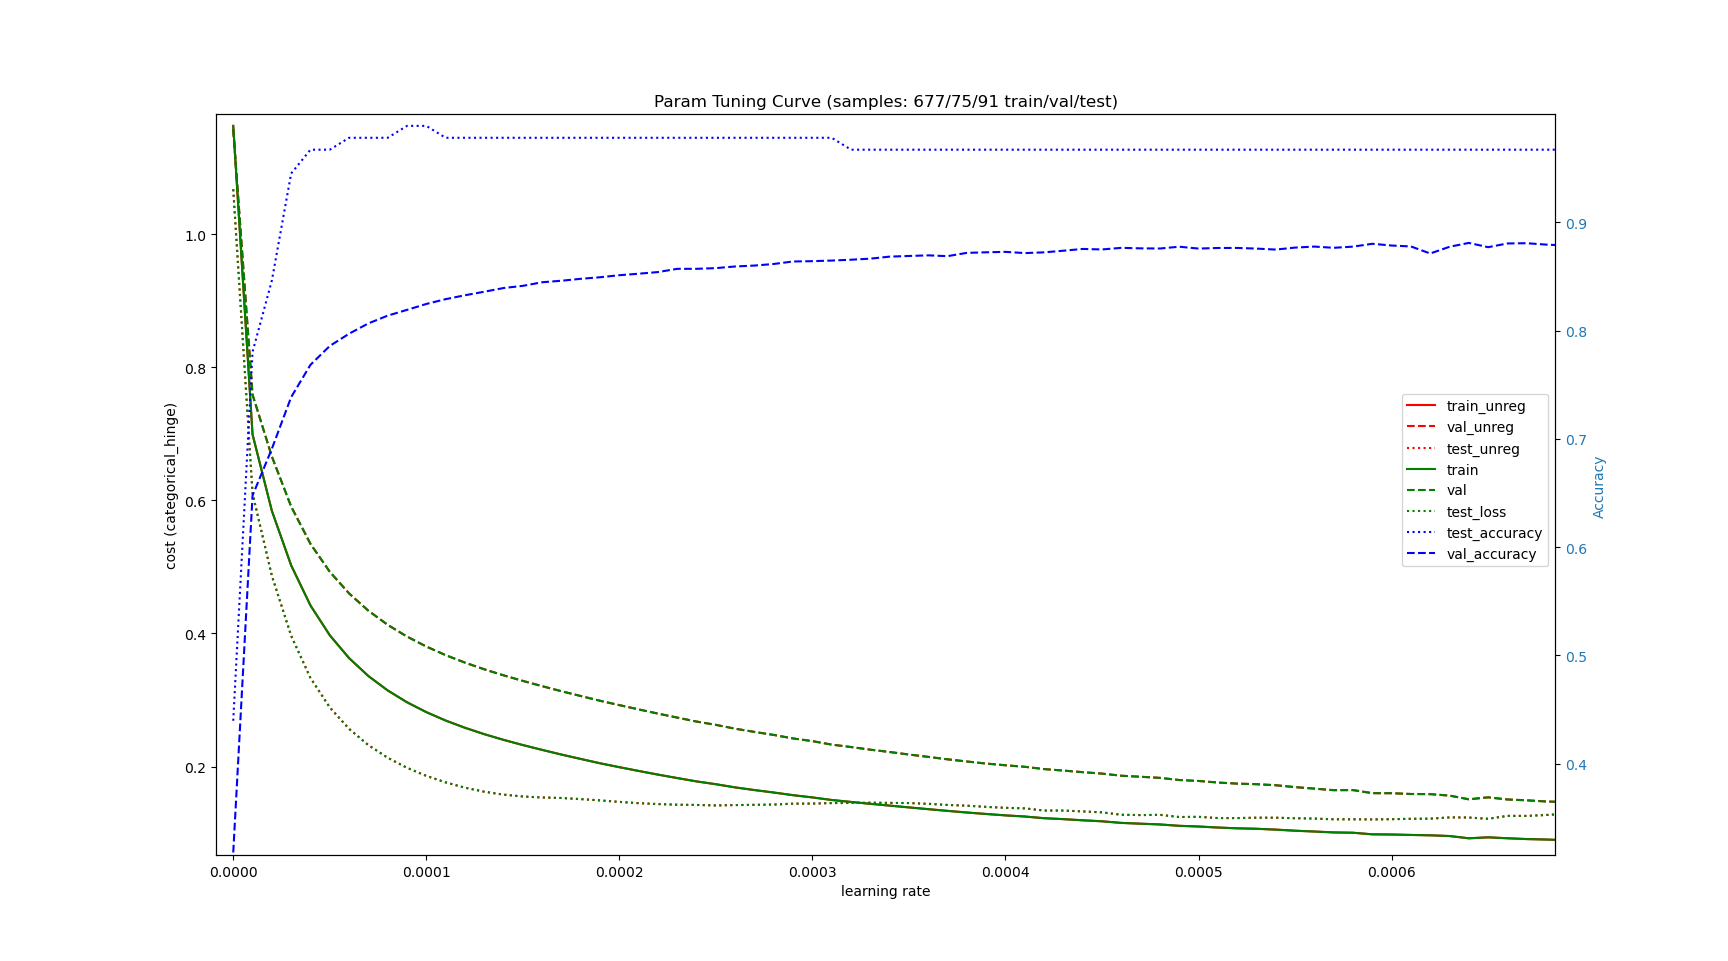 Param Tuning Curve (samples: 677/75/91 train/val/test)
cost (categorical_hinge)
1.0
0.8
0.6
0.4
0.2
0.9
0.8
0.7
0.6
0.5
0.4
Accuracy
train_unreg
val_unreg
test_unreg
train
val
test_loss
test_accuracy
val_accuracy
0.0000 0.0001 0.0002 0.0003 0.0004 0.0005 0.0006
learning rate